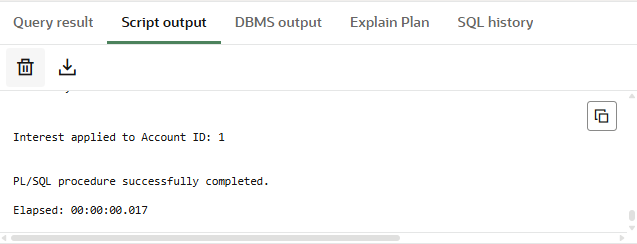 Query result Script output DBMS output Explain Plan SQL history
Interest applied to Account ID: 1
PL/SQL procedure successfully completed.
Elapsed: 00:00:00.017